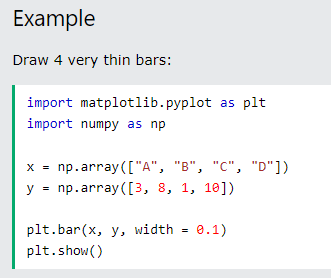 Example
Draw 4 very thin bars:
import matplotlib.pyplot as plt
import numpy as np
x = np.array(["A", "B", "C", "D"])
y = np.array([3, 8, 1, 10])
plt.bar(x, y, width = 0.1)
plt.show()